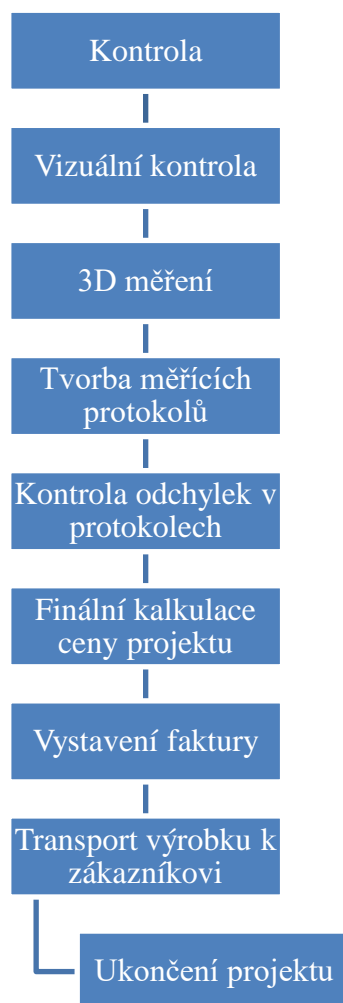 Kontrola
Vizuální kontrola
3D měření
Tvorba měřících
protokolů
Kontrola odchylek v
protokolech
Finální kalkulace
ceny projektu
Vystavení faktury
Transport výrobku k
zákazníkovi
Ukončení projektu